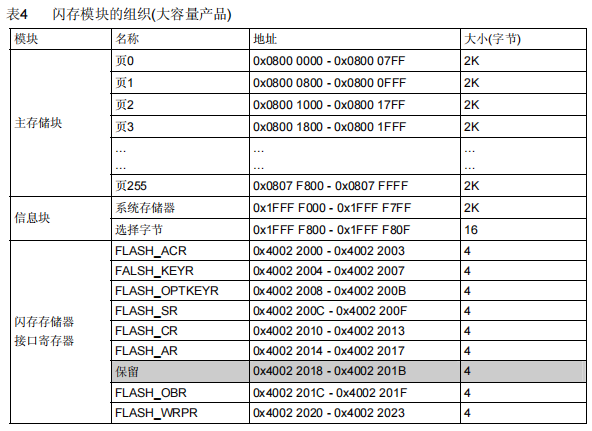 表4 闪存模块的组织(大容量产品)
模块 名称 地址 大小(字节)
主存储块 页0 0x0800 0000 - 0x0800 07FF 2K
页1 0x0800 0800 - 0x0800 0FFF 2K
页2 0x0800 1000 - 0x0800 17FF 2K
页3 0x0800 1800 - 0x0800 1FFF 2K
… … …
… … …
页255 0x0807 F800 - 0x0807 FFFF 2K
信息块 系统存储器 0x1FFF F000 - 0x1FFF F7FF 2K
选择字节 0x1FFF F800 - 0x1FFF F80F 16
闪存存储器
接口寄存器 FLASH_ACR 0x4002 2000 - 0x4002 2003 4
FALSH_KEYR 0x4002 2004 - 0x4002 2007 4
FLASH_OPTKEYR 0x4002 2008 - 0x4002 200B 4
FLASH_SR 0x4002 200C - 0x4002 200F 4
FLASH_CR 0x4002 2010 - 0x4002 2013 4
FLASH_AR 0x4002 2014 - 0x4002 2017 4
保留 0x4002 2018 - 0x4002 201B 4
FLASH_OBR 0x4002 201C - 0x4002 201F 4
FLASH_WRPR 0x4002 2020 - 0x4002 2023 4